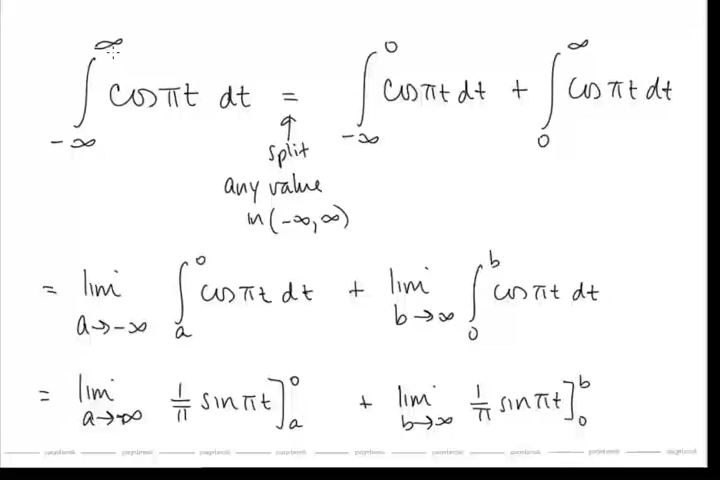 ∫_{-∞}^{∞} cos πt dt = ∫_{-∞}^{0} cos πt dt + ∫_{0}^{∞} cos πt dt
↑
split
any value
in (-∞, ∞)
= lim_{a→-∞} ∫_{a}^{0} cos πt dt + lim_{b→∞} ∫_{0}^{b} cos πt dt
= lim_{a→-∞} 1/π sin πt]_{a}^{0} + lim_{b→∞} 1/π sin πt]_{0}^{b}